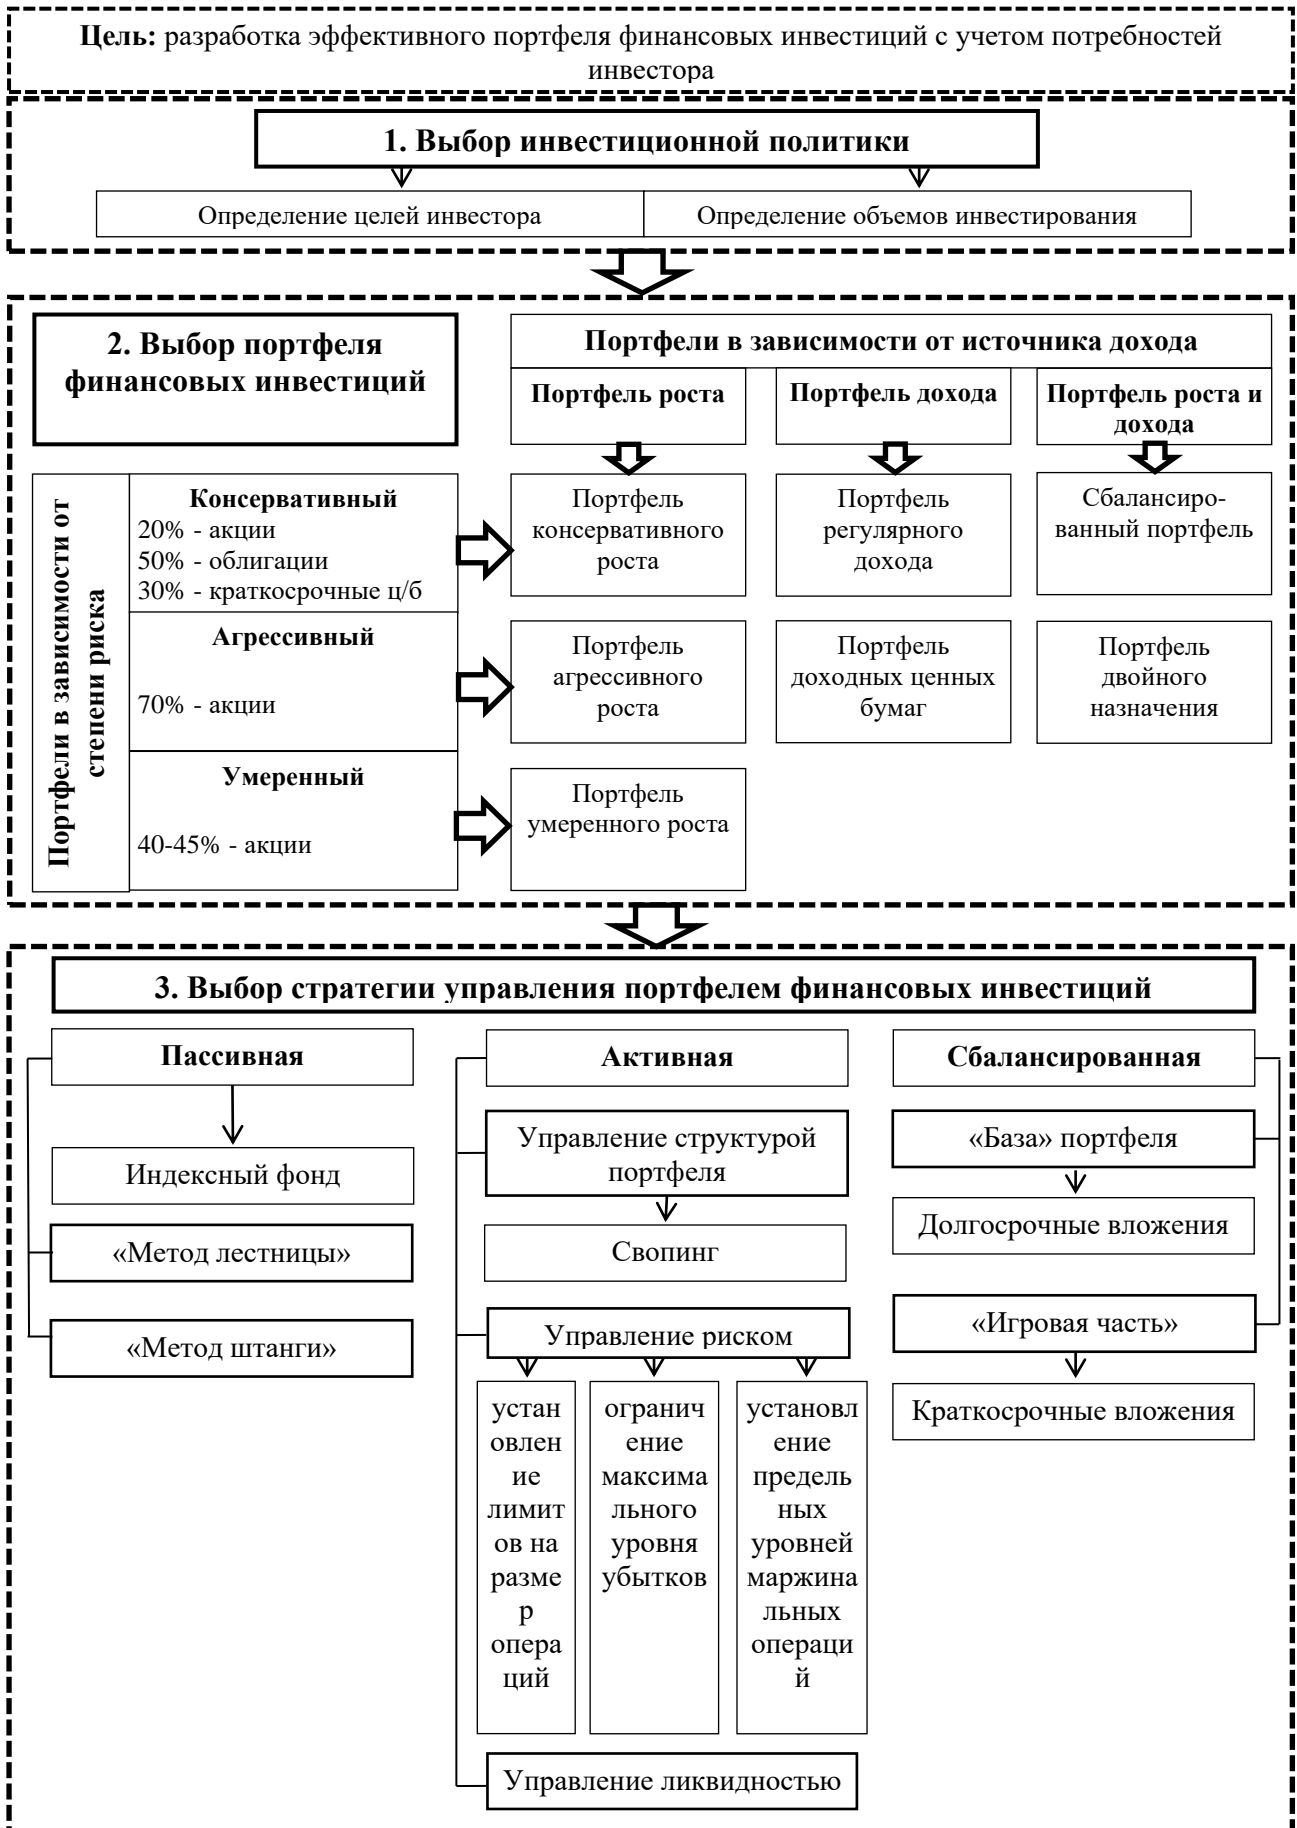 Цель: разработка эффективного портфеля финансовых инвестиций с учетом потребностей
инвестора
1. Выбор инвестиционной политики
Определение целей инвестора
Определение объемов инвестирования
2. Выбор портфеля
финансовых инвестиций
Портфели в зависимости от источника дохода
Портфель роста
Портфель дохода
Портфель роста и
дохода
Портфели в зависимости от
степени риска
Консервативный
20% - акции
50% - облигации
30% - краткосрочные ц/б
Портфель
консервативного
роста
Портфель
регулярного
дохода
Сбалансиро-
ванный портфель
Агрессивный
70% - акции
Портфель
агрессивного
роста
Портфель
доходных ценных
бумаг
Портфель
двойного
назначения
Умеренный
40-45% - акции
Портфель
умеренного роста
3. Выбор стратегии управления портфелем финансовых инвестиций
Пассивная
Индексный фонд
«Метод лестницы»
«Метод штанги»
Активная
Управление структурой
портфеля
Свопинг
Управление риском
устан
овлен
ие
лимит
ов на
разме
р
опера
ций
огранич
ение
максима
льного
уровня
убытков
установл
ение
предель
ных
уровней
маржина
льных
операци
й
Управление ликвидностью
Сбалансированная
«База» портфеля
Долгосрочные вложения
«Игровая часть»
Краткосрочные вложения